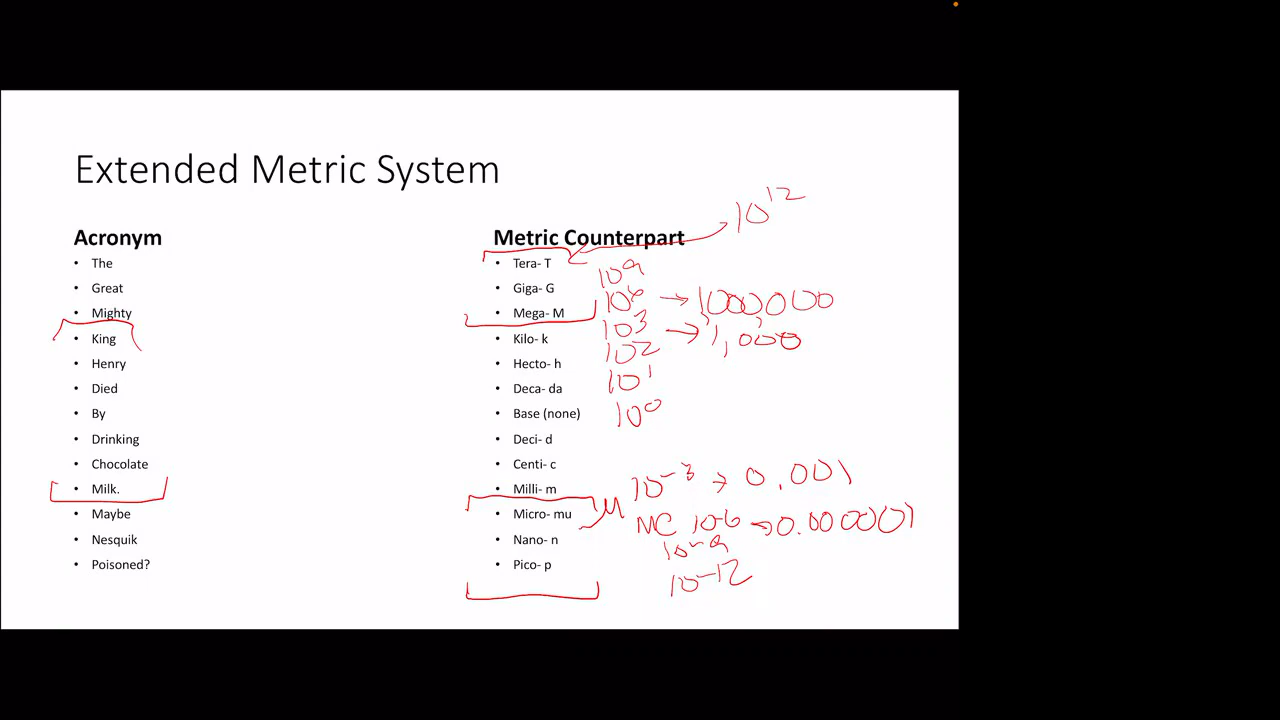 Extended Metric System
Acronym
The
Great
Mighty
King
Henry
Died
By
Drinking
Chocolate
Milk.
Maybe
Nesquik
Poisoned?
Metric Counterpart
Tera- T
Giga- G
Mega- M
Kilo- k
Hecto- h
Deca- da
Base (none)
Deci- d
Centi- c
Milli- m
Micro- mu
Nano- n
Pico- p
10^12
10^9
10^6 → 1000000
10^3 → 1,000
10^2
10^1
10^0
10^-3 → 0.001
μ
MC 10^-6 → 0.000001
10^-9
10^-12